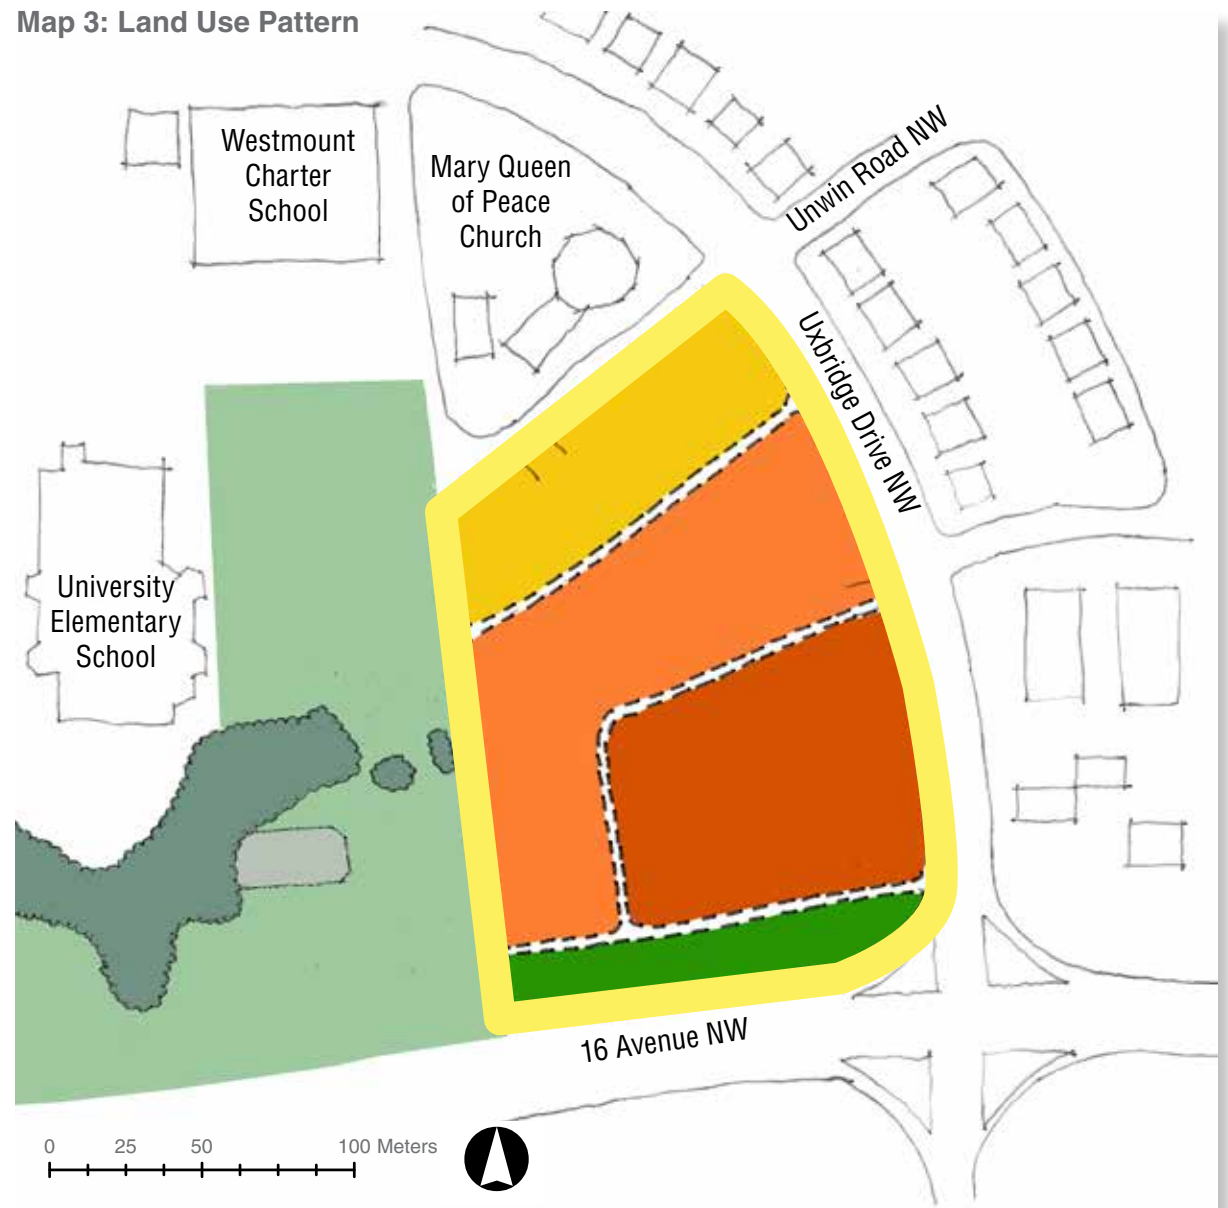 Map 3: Land Use Pattern
Westmount
Charter
School
Mary Queen
of Peace
Church
Unwin Road NW
Uxbridge Drive NW
University
Elementary
School
16 Avenue NW
0 25 50 100 Meters